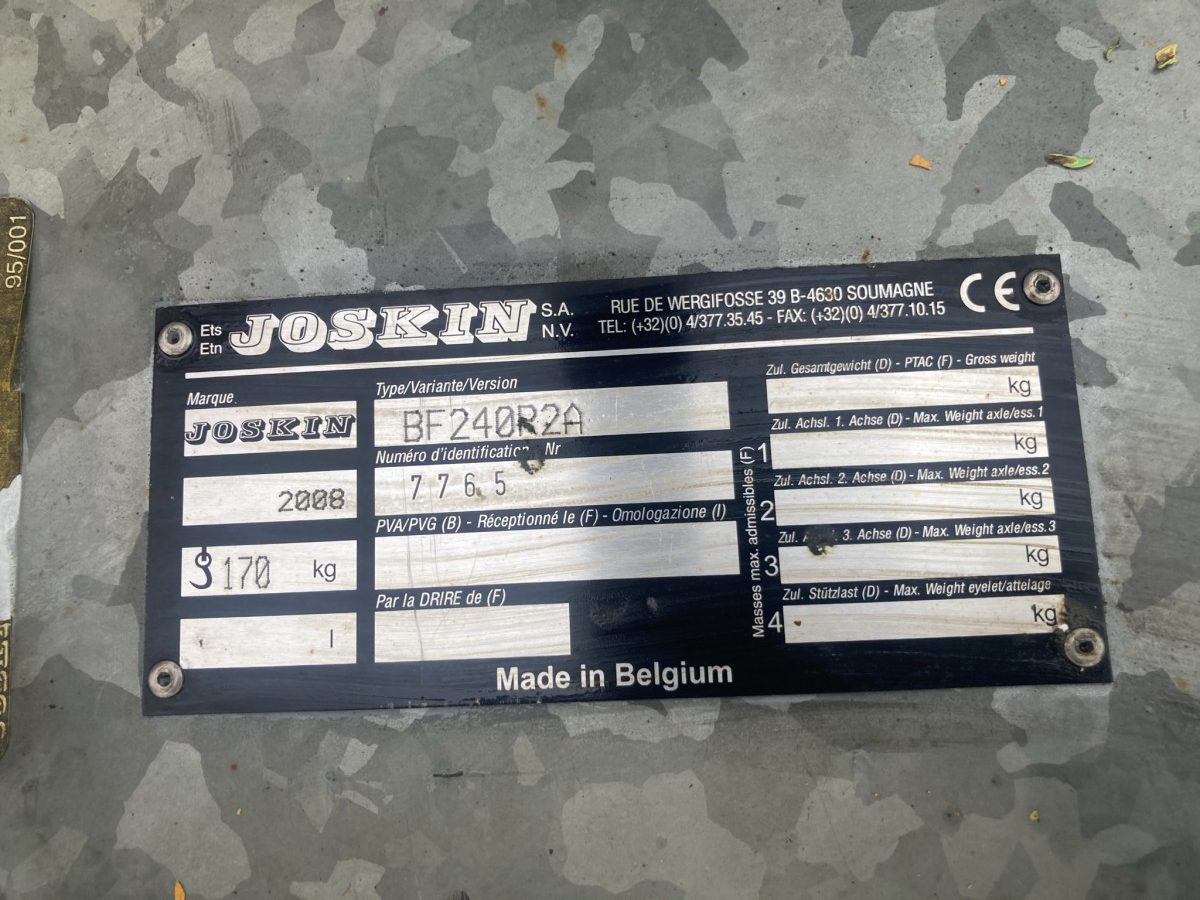 95/001
Ets
Etn
JOSKIN
S.A.
N.V.
RUE DE WERGIFOSSE 39 B-4630 SOUMAGNE
TEL: (+32)(0) 4/377.35.45 - FAX: (+32)(0) 4/377.10.15
CE
Marque
JOSKIN
2008
170 kg
l
Type/Variante/Version
BF240R2A
Numéro d'identification Nr
7765
PVA/PVG (B) - Réceptionné le (F) - Omologazione (I)
Par la DRIRE de (F)
Masses max. admissibles (F)
Zul. Gesamtgewicht (D) - PTAC (F) - Gross weight
kg
Zul. Achsl. 1. Achse (D) - Max. Weight axle/ess.1
1 kg
Zul. Achsl. 2. Achse (D) - Max. Weight axle/ess.2
2 kg
Zul. 3. Achse (D) - Max. Weight axle/ess.3
3 kg
Zul. Stützlast (D) - Max. Weight eyelet/attelage
4 kg
Made in Belgium